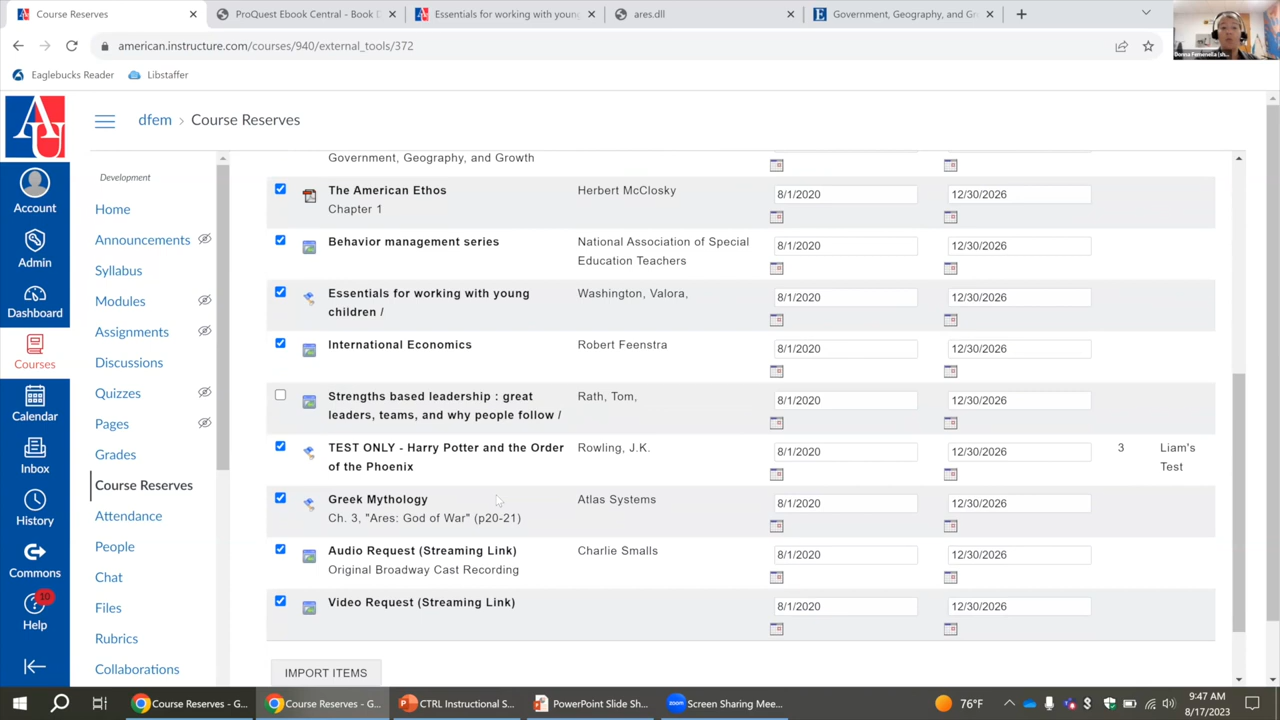 Course Reserves
ProQuest Ebook Central - Book D
Essentials for working with young
ares.dll
Government, Geography, and Gr
american.instructure.com/courses/940/external_tools/372
Eaglebucks Reader
Libstaffer
AU
dfem > Course Reserves
Account
Admin
Dashboard
Courses
Calendar
Inbox
History
Commons
10
Help
Development
Home
Announcements
Syllabus
Modules
Assignments
Discussions
Quizzes
Pages
Grades
Course Reserves
Attendance
People
Chat
Files
Rubrics
Collaborations
Government, Geography, and Growth
The American Ethos Herbert McClosky 8/1/2020 12/30/2026
Chapter 1
Behavior management series National Association of Special 8/1/2020 12/30/2026
Education Teachers
Essentials for working with young Washington, Valora, 8/1/2020 12/30/2026
children /
International Economics Robert Feenstra 8/1/2020 12/30/2026
Strengths based leadership : great Rath, Tom, 8/1/2020 12/30/2026
leaders, teams, and why people follow /
TEST ONLY - Harry Potter and the Order Rowling, J.K. 8/1/2020 12/30/2026 3 Liam's
of the Phoenix Test
Greek Mythology Atlas Systems 8/1/2020 12/30/2026
Ch. 3, "Ares: God of War" (p20-21)
Audio Request (Streaming Link) Charlie Smalls 8/1/2020 12/30/2026
Original Broadway Cast Recording
Video Request (Streaming Link) 8/1/2020 12/30/2026
IMPORT ITEMS
Course Reserves - G...
Course Reserves - G...
CTRL Instructional S...
PowerPoint Slide Sh...
Screen Sharing Mee...
76°F
9:47 AM
8/17/2023